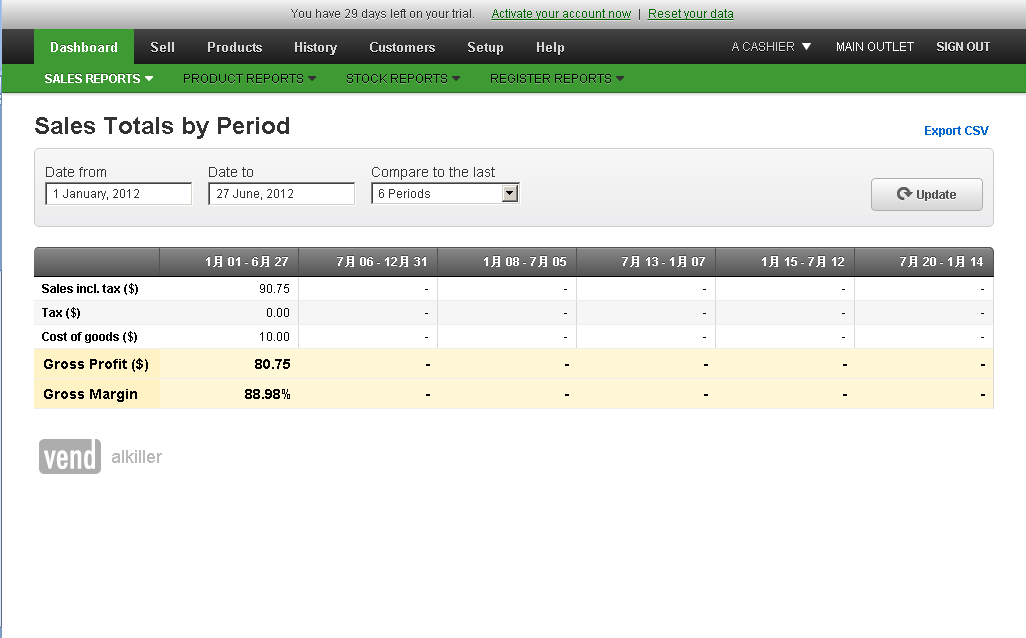 You have 29 days left on your trial. Activate your account now | Reset your data
Dashboard Sell Products History Customers Setup Help A CASHIER ▼ MAIN OUTLET SIGN OUT
SALES REPORTS ▼ PRODUCT REPORTS ▼ STOCK REPORTS ▼ REGISTER REPORTS ▼
Sales Totals by Period
Export CSV
Date from Date to Compare to the last
1 January, 2012 27 June, 2012 6 Periods Update
1月 01 - 6月 27 7月 06 - 12月 31 1月 08 - 7月 05 7月 13 - 1月 07 1月 15 - 7月 12 7月 20 - 1月 14
Sales incl. tax ($) 90.75 - - - - -
Tax ($) 0.00 - - - - -
Cost of goods ($) 10.00 - - - - -
Gross Profit ($) 80.75 - - - - -
Gross Margin 88.98% - - - - -
vend alkiller